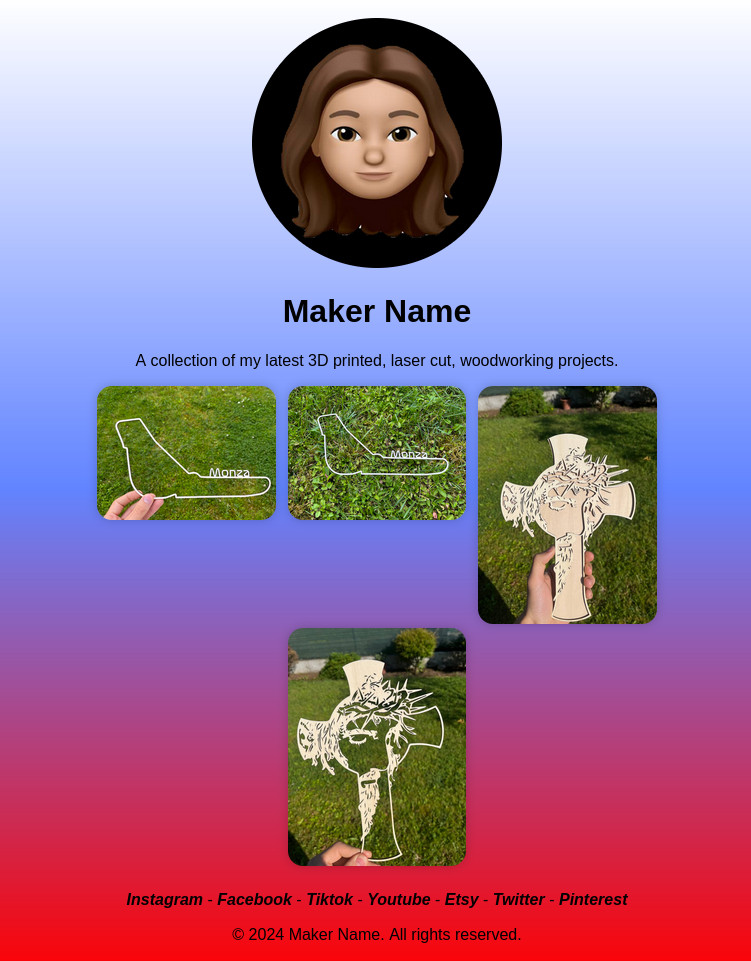 Maker Name
A collection of my latest 3D printed, laser cut, woodworking projects.
Monza
Monza
Instagram - Facebook - Tiktok - Youtube - Etsy - Twitter - Pinterest
© 2024 Maker Name. All rights reserved.